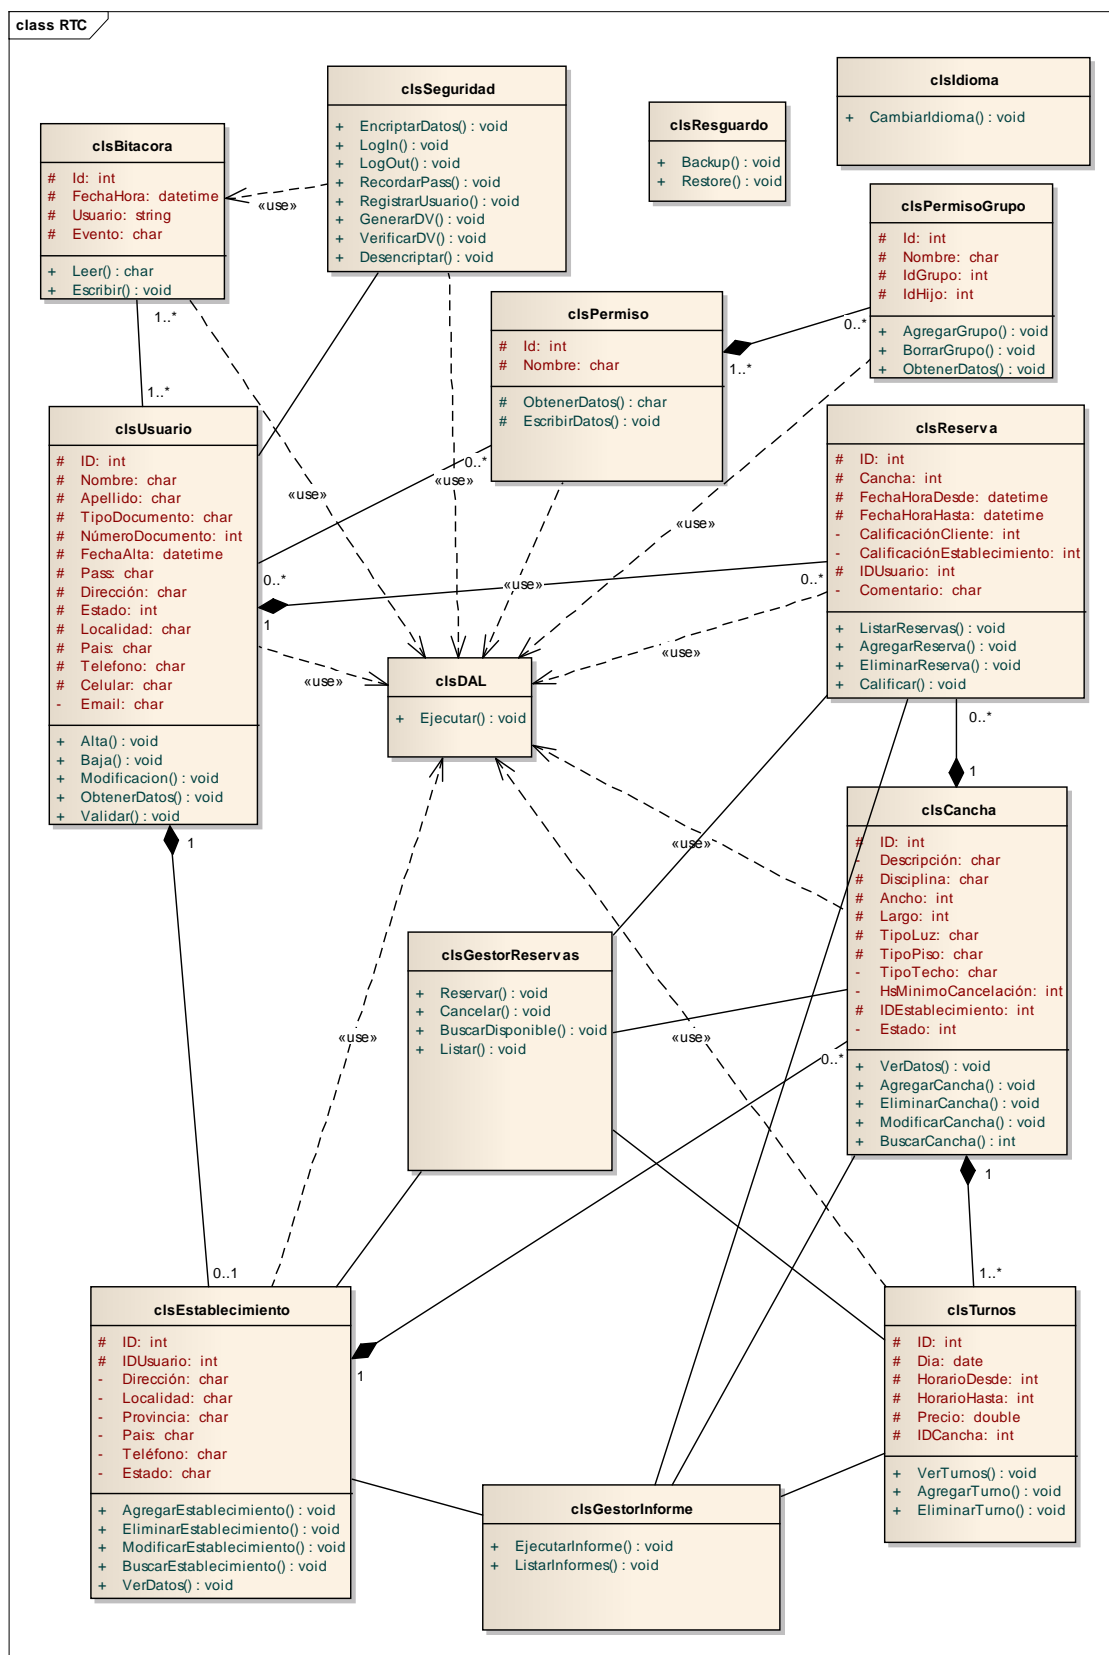 class RTC
clsBitacora
# Id: int
# FechaHora: datetime
# Usuario: string
# Evento: char
+ Leer() : char
+ Escribir() : void
clsSeguridad
+ EncriptarDatos() : void
+ LogIn() : void
+ LogOut() : void
+ RecordarPass() : void
+ RegistrarUsuario() : void
+ GenerarDV() : void
+ VerificarDV() : void
+ Desencriptar() : void
clsResguardo
+ Backup() : void
+ Restore() : void
clsIdioma
+ CambiarIdioma() : void
clsPermisoGrupo
# Id: int
# Nombre: char
# IdGrupo: int
# IdHijo: int
+ AgregarGrupo() : void
+ BorrarGrupo() : void
+ ObtenerDatos() : void
clsPermiso
# Id: int
# Nombre: char
# ObtenerDatos() : char
# EscribirDatos() : void
clsUsuario
# ID: int
# Nombre: char
# Apellido: char
# TipoDocumento: char
# NúmeroDocumento: int
# FechaAlta: datetime
# Pass: char
# Dirección: char
# Estado: int
# Localidad: char
# Pais: char
# Telefono: char
# Celular: char
- Email: char
+ Alta() : void
+ Baja() : void
+ Modificacion() : void
+ ObtenerDatos() : void
+ Validar() : void
clsReserva
# ID: int
# Cancha: int
# FechaHoraDesde: datetime
# FechaHoraHasta: datetime
- CalificaciónCliente: int
- CalificaciónEstablecimiento: int
# IDUsuario: int
- Comentario: char
+ ListarReservas() : void
+ AgregarReserva() : void
+ EliminarReserva() : void
+ Calificar() : void
clsDAL
+ Ejecutar() : void
clsCancha
# ID: int
- Descripción: char
# Disciplina: char
# Ancho: int
# Largo: int
# TipoLuz: char
# TipoPiso: char
- TipoTecho: char
- HsMinimoCancelación: int
# IDEstablecimiento: int
- Estado: int
+ VerDatos() : void
+ AgregarCancha() : void
+ EliminarCancha() : void
+ ModificarCancha() : void
+ BuscarCancha() : int
clsGestorReservas
+ Reservar() : void
+ Cancelar() : void
+ BuscarDisponible() : void
+ Listar() : void
clsEstablecimiento
# ID: int
# IDUsuario: int
- Dirección: char
- Localidad: char
- Provincia: char
- Pais: char
- Teléfono: char
- Estado: char
+ AgregarEstablecimiento() : void
+ EliminarEstablecimiento() : void
+ ModificarEstablecimiento() : void
+ BuscarEstablecimiento() : void
+ VerDatos() : void
clsGestorInforme
+ EjecutarInforme() : void
+ ListarInformes() : void
clsTurnos
# ID: int
# Dia: date
# HorarioDesde: int
# HorarioHasta: int
# Precio: double
# IDCancha: int
+ VerTurnos() : void
+ AgregarTurno() : void
+ EliminarTurno() : void
«use»
1..*
1..*
0..*
1..*
0..*
«use»
«use»
«use»
0..*
«use»
0..*
1
«use»
«use»
0..*
1
1
«use»
«use»
«use»
0..*
1
0..1
1..*
1